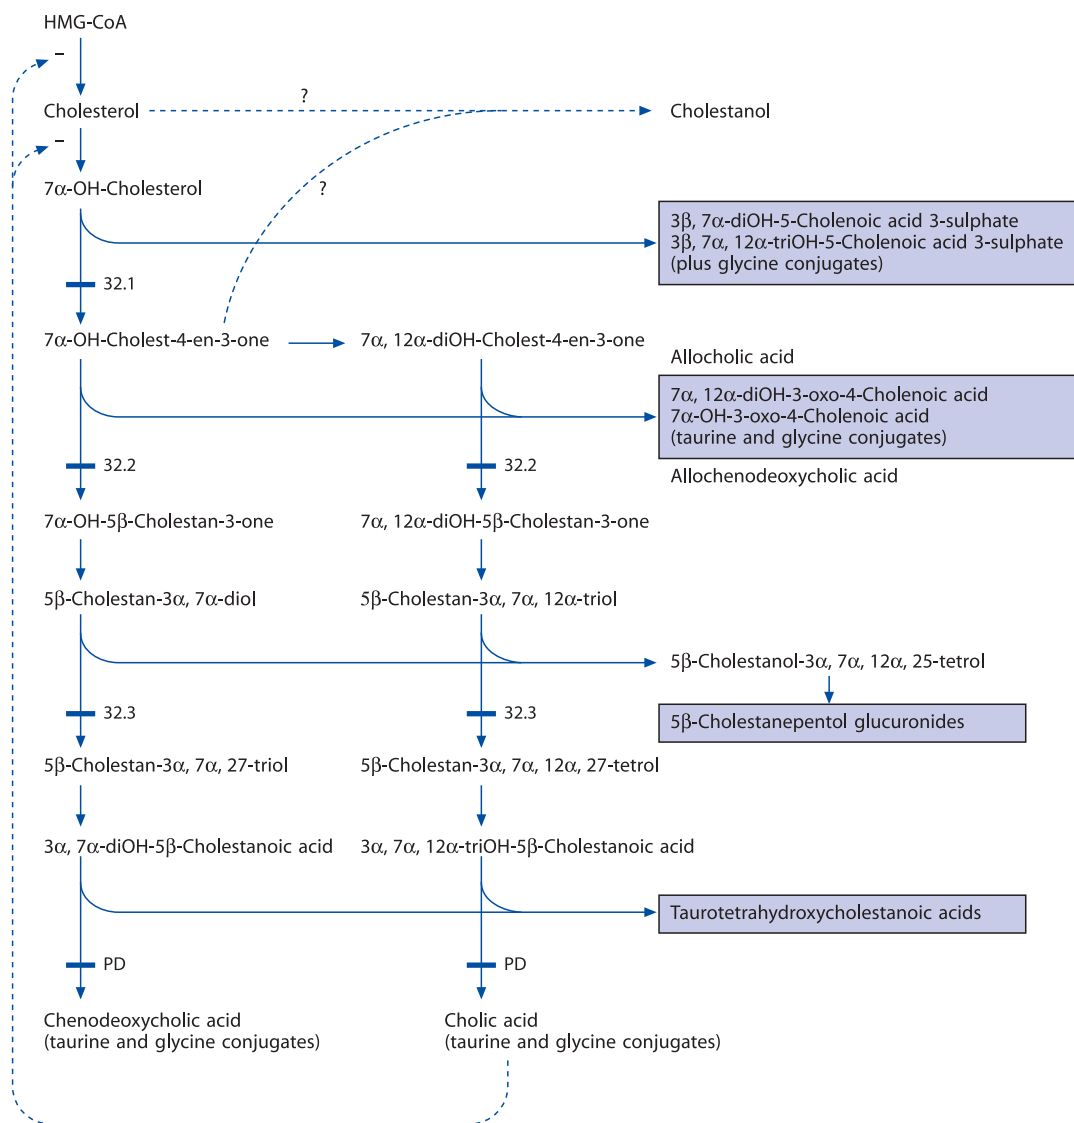 HMG-CoA
–
Cholesterol
?
Cholestanol
–
7α-OH-Cholesterol
?
3β, 7α-diOH-5-Cholenoic acid 3-sulphate
3β, 7α, 12α-triOH-5-Cholenoic acid 3-sulphate
(plus glycine conjugates)
32.1
7α-OH-Cholest-4-en-3-one
7α, 12α-diOH-Cholest-4-en-3-one
Allocholic acid
7α, 12α-diOH-3-oxo-4-Cholenoic acid
7α-OH-3-oxo-4-Cholenoic acid
(taurine and glycine conjugates)
32.2
32.2
Allochenodeoxycholic acid
7α-OH-5β-Cholestan-3-one
7α, 12α-diOH-5β-Cholestan-3-one
5β-Cholestan-3α, 7α-diol
5β-Cholestan-3α, 7α, 12α-triol
5β-Cholestanol-3α, 7α, 12α, 25-tetrol
32.3
32.3
5β-Cholestanepentol glucuronides
5β-Cholestan-3α, 7α, 27-triol
5β-Cholestan-3α, 7α, 12α, 27-tetrol
3α, 7α-diOH-5β-Cholestanoic acid
3α, 7α, 12α-triOH-5β-Cholestanoic acid
Taurotetrahydroxycholestanoic acids
PD
PD
Chenodeoxycholic acid
(taurine and glycine conjugates)
Cholic acid
(taurine and glycine conjugates)